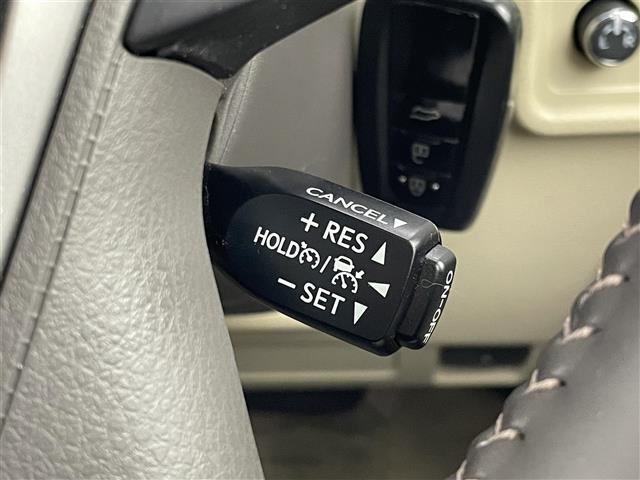 CANCEL▼
+ RES ▲
HOLD / ◀
− SET ▼
ON-OFF